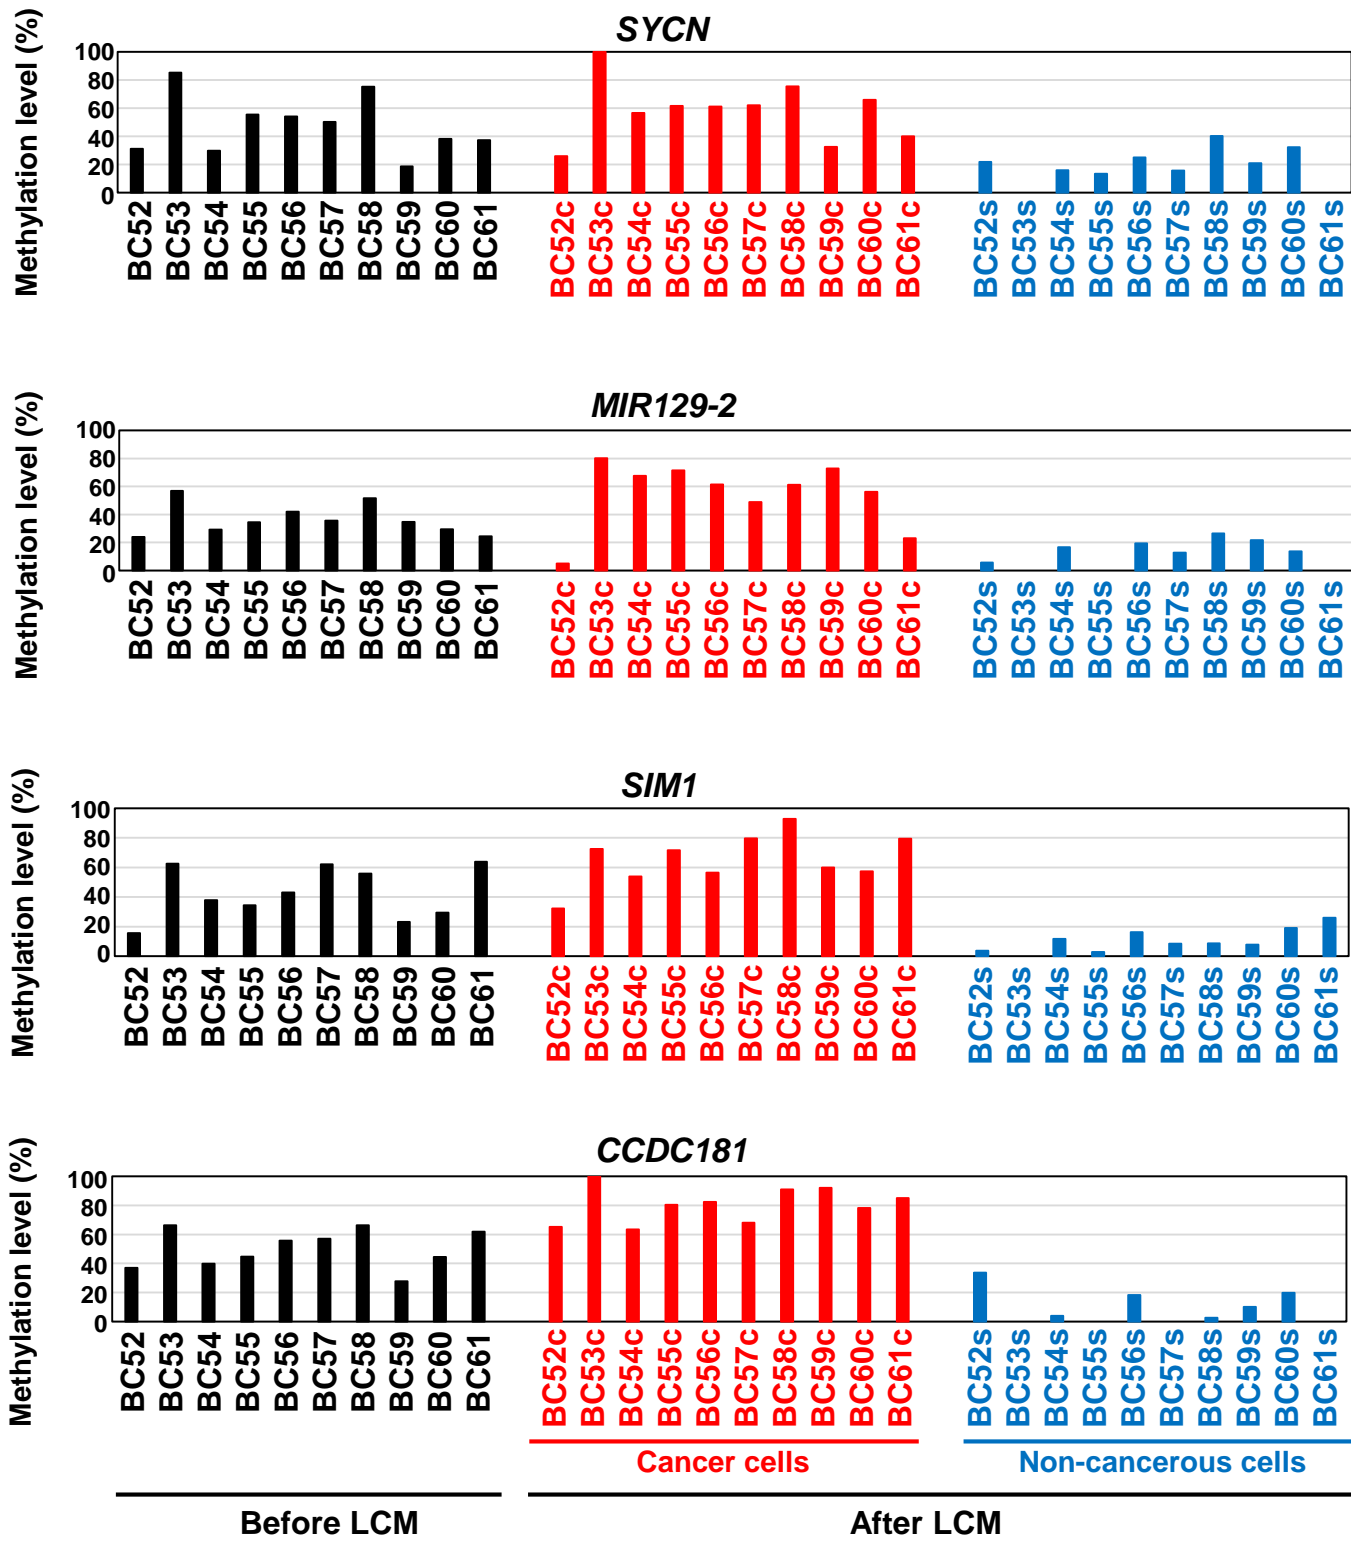 SYCN
Methylation level (%)
100
80
60
40
20
0
BC52 BC53 BC54 BC55 BC56 BC57 BC58 BC59 BC60 BC61 BC52c BC53c BC54c BC55c BC56c BC57c BC58c BC59c BC60c BC61c BC52s BC53s BC54s BC55s BC56s BC57s BC58s BC59s BC60s BC61s
MIR129-2
Methylation level (%)
100
80
60
40
20
0
BC52 BC53 BC54 BC55 BC56 BC57 BC58 BC59 BC60 BC61 BC52c BC53c BC54c BC55c BC56c BC57c BC58c BC59c BC60c BC61c BC52s BC53s BC54s BC55s BC56s BC57s BC58s BC59s BC60s BC61s
SIM1
Methylation level (%)
100
80
60
40
20
0
BC52 BC53 BC54 BC55 BC56 BC57 BC58 BC59 BC60 BC61 BC52c BC53c BC54c BC55c BC56c BC57c BC58c BC59c BC60c BC61c BC52s BC53s BC54s BC55s BC56s BC57s BC58s BC59s BC60s BC61s
CCDC181
Methylation level (%)
100
80
60
40
20
0
BC52 BC53 BC54 BC55 BC56 BC57 BC58 BC59 BC60 BC61 BC52c BC53c BC54c BC55c BC56c BC57c BC58c BC59c BC60c BC61c BC52s BC53s BC54s BC55s BC56s BC57s BC58s BC59s BC60s BC61s
Cancer cells Non-cancerous cells
Before LCM After LCM